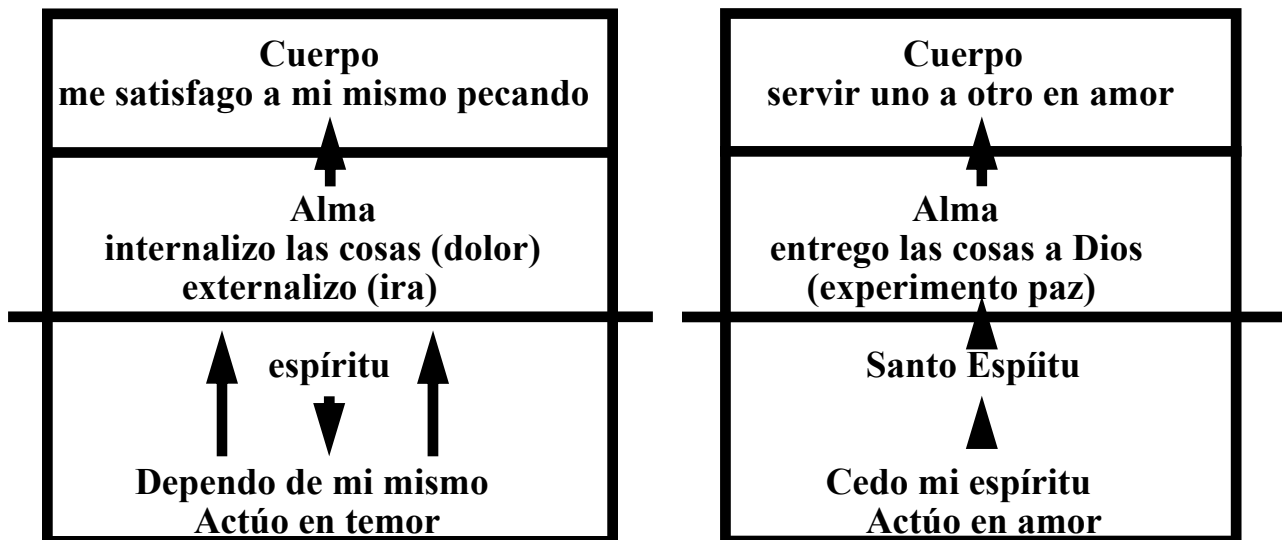 Cuerpo
me satisfago a mi mismo pecando
Alma
internalizo las cosas (dolor)
externalizo (ira)
espíritu
Dependo de mi mismo
Actúo en temor
Cuerpo
servir uno a otro en amor
Alma
entrego las cosas a Dios
(experimento paz)
Santo Espíitu
Cedo mi espíritu
Actúo en amor